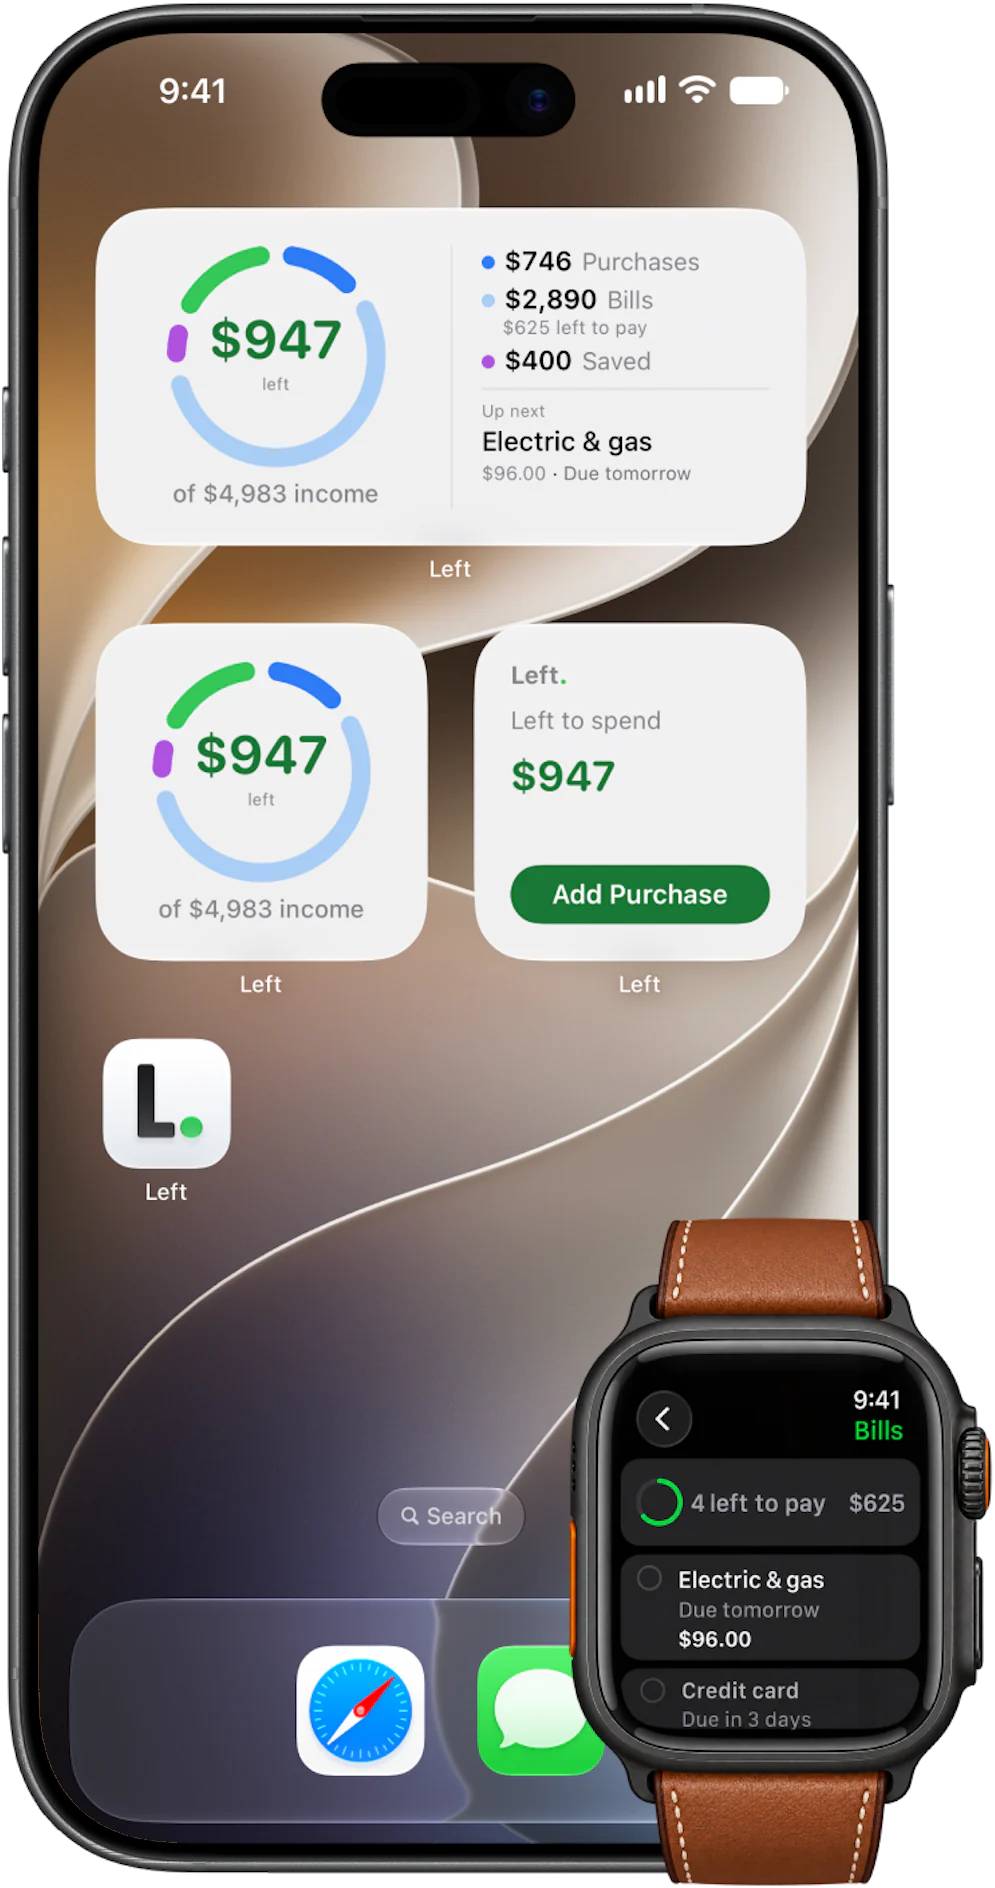 9:41
$947
left
of $4,983 income
$746 Purchases
$2,890 Bills
$625 left to pay
$400 Saved
Up next
Electric & gas
$96.00 · Due tomorrow
Left
$947
left
of $4,983 income
Left
Left.
Left to spend
$947
Add Purchase
Left
L.
Left
Search
9:41
Bills
4 left to pay $625
Electric & gas
Due tomorrow
$96.00
Credit card
Due in 3 days